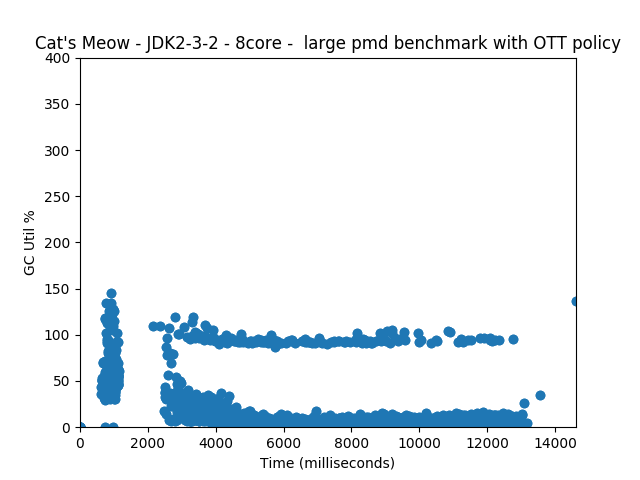 Cat's Meow - JDK2-3-2 - 8core -  large pmd benchmark with OTT policy
400
350
300
250
200
150
100
50
0
GC Util %
0 2000 4000 6000 8000 10000 12000 14000
Time (milliseconds)